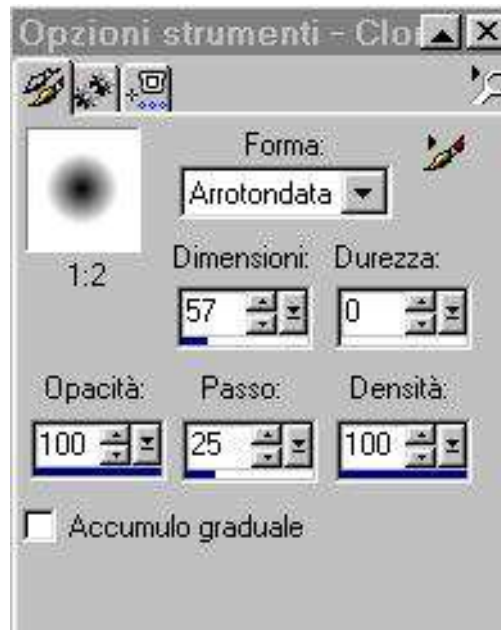 Opzioni strumenti - Clo
Forma:
Arrotondata
1:2
Dimensioni: Durezza:
57 0
Opacità: Passo: Densità:
100 25 100
Accumulo graduale